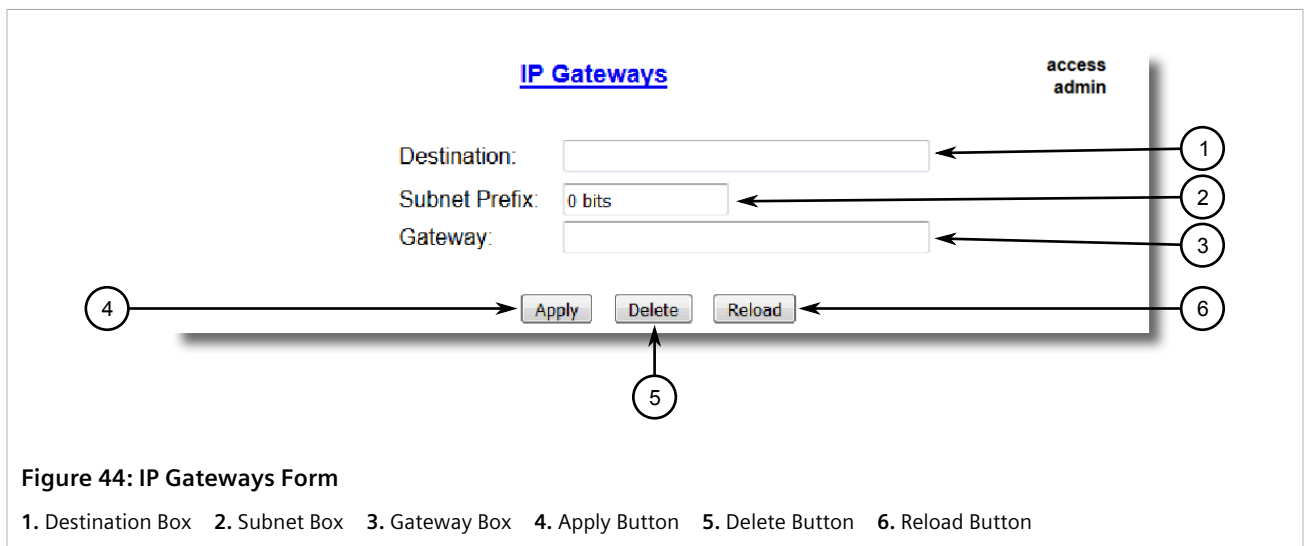 IP Gateways
access
admin
Destination:
1
Subnet Prefix: 0 bits
2
Gateway:
3
4
Apply Delete Reload
6
5
Figure 44: IP Gateways Form
1. Destination Box 2. Subnet Box 3. Gateway Box 4. Apply Button 5. Delete Button 6. Reload Button